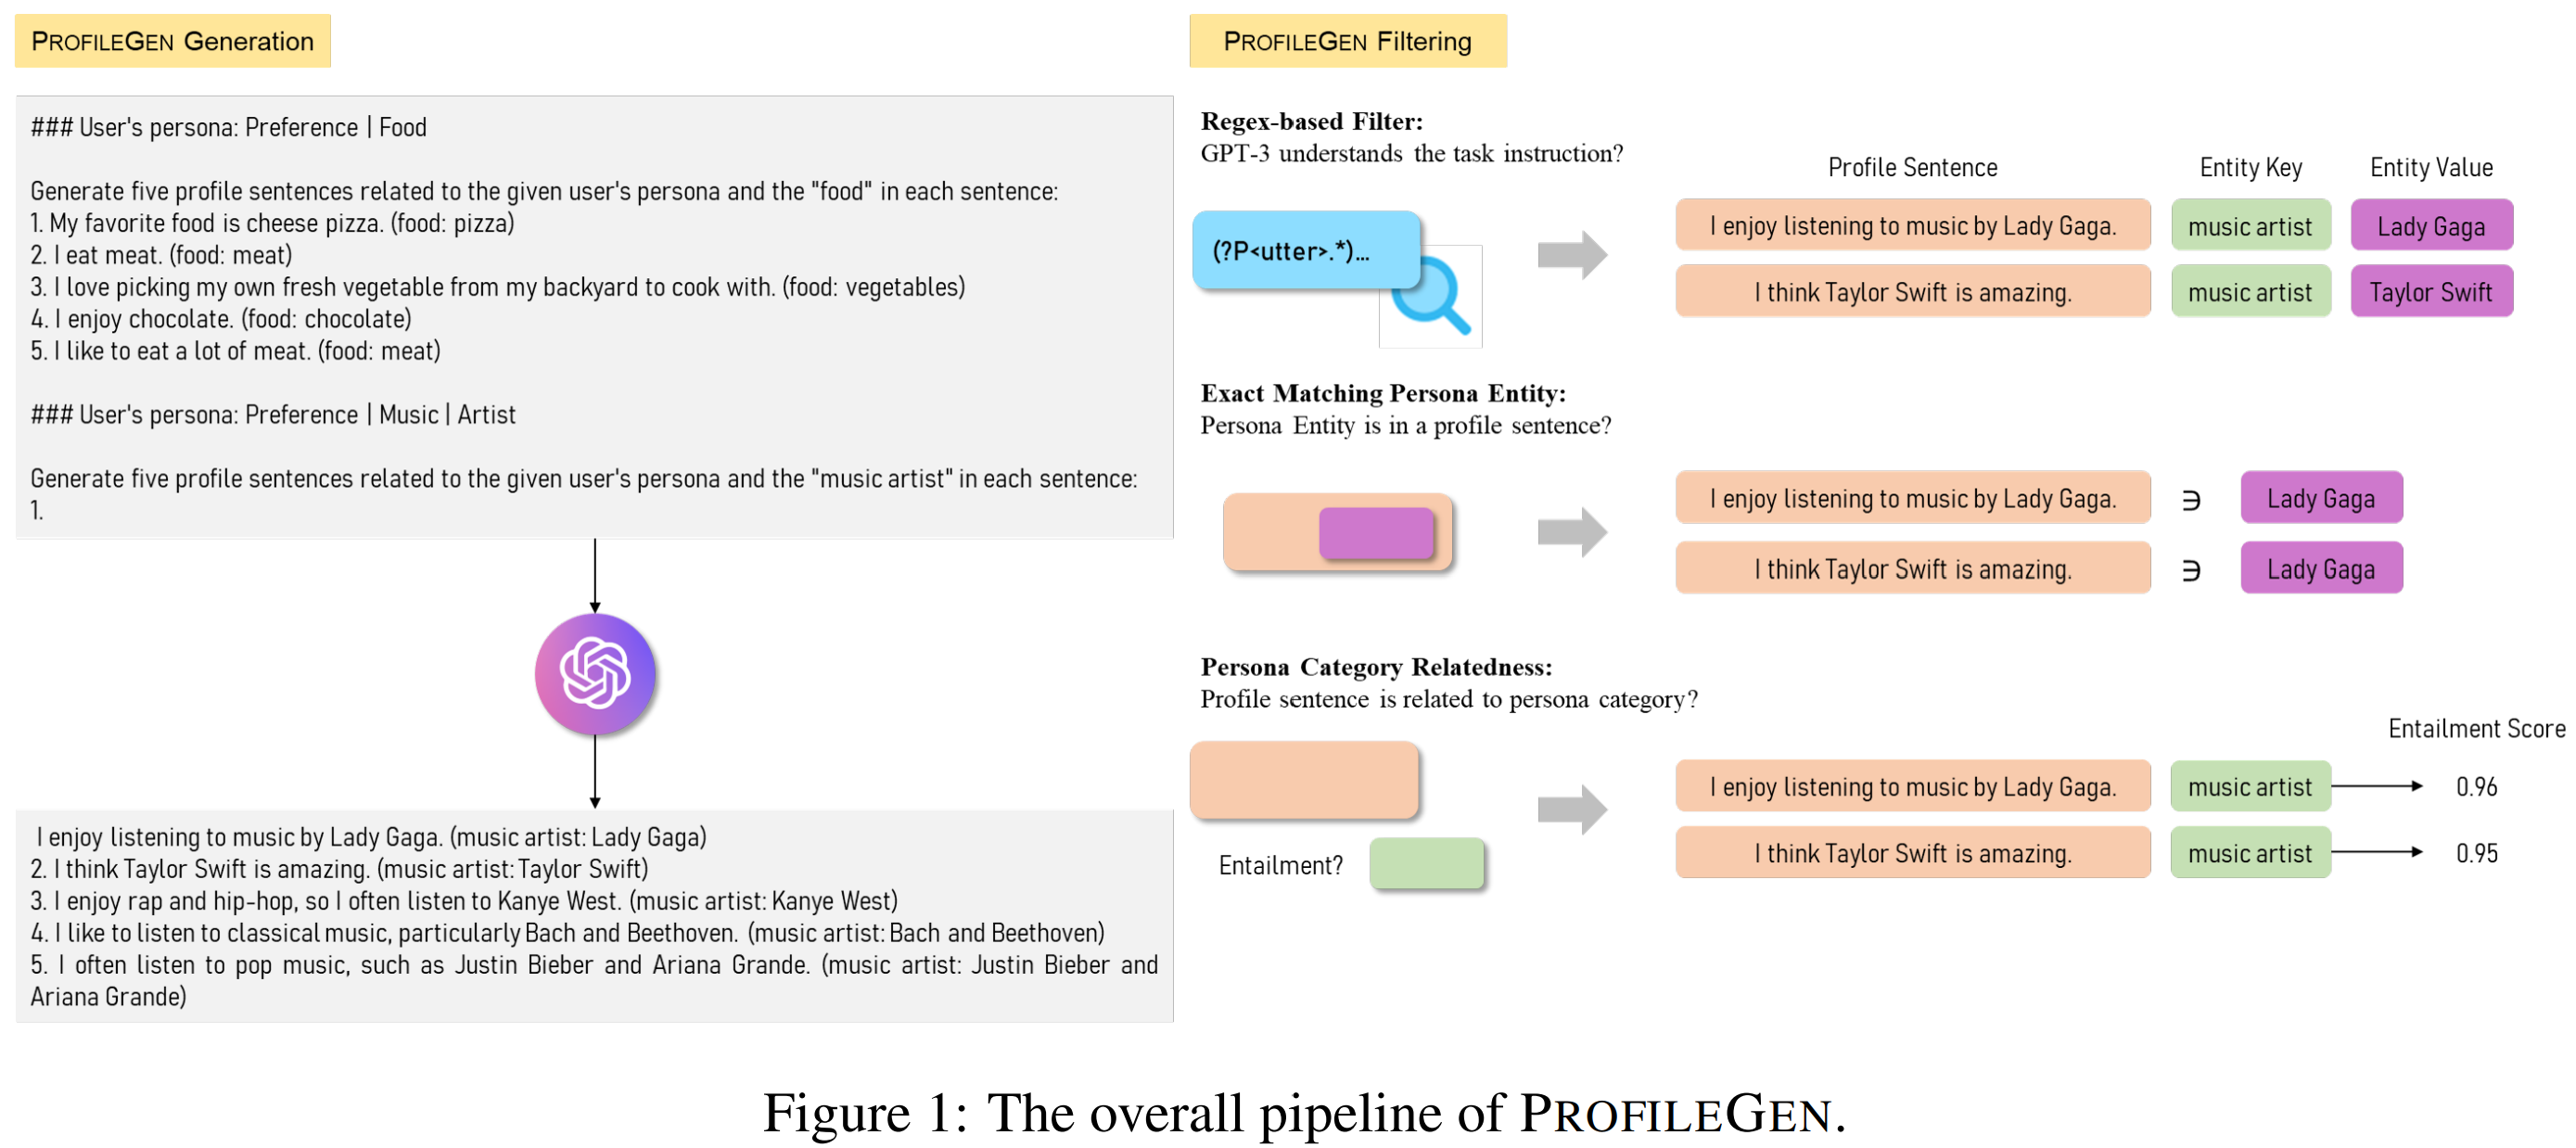 PROFILEGEN Generation
### User's persona: Preference | Food
Generate five profile sentences related to the given user's persona and the "food" in each sentence:
1. My favorite food is cheese pizza. (food: pizza)
2. I eat meat. (food: meat)
3. I love picking my own fresh vegetable from my backyard to cook with. (food: vegetables)
4. I enjoy chocolate. (food: chocolate)
5. I like to eat a lot of meat. (food: meat)
### User's persona: Preference | Music | Artist
Generate five profile sentences related to the given user's persona and the "music artist" in each sentence:
1.
I enjoy listening to music by Lady Gaga. (music artist: Lady Gaga)
2. I think Taylor Swift is amazing. (music artist: Taylor Swift)
3. I enjoy rap and hip-hop, so I often listen to Kanye West. (music artist: Kanye West)
4. I like to listen to classical music, particularly Bach and Beethoven. (music artist: Bach and Beethoven)
5. I often listen to pop music, such as Justin Bieber and Ariana Grande. (music artist: Justin Bieber and
Ariana Grande)
PROFILEGEN Filtering
Regex-based Filter:
GPT-3 understands the task instruction?
(?P<utter>.*)...
Profile Sentence Entity Key Entity Value
I enjoy listening to music by Lady Gaga. music artist Lady Gaga
I think Taylor Swift is amazing. music artist Taylor Swift
Exact Matching Persona Entity:
Persona Entity is in a profile sentence?
I enjoy listening to music by Lady Gaga. ∋ Lady Gaga
I think Taylor Swift is amazing. ∋ Lady Gaga
Persona Category Relatedness:
Profile sentence is related to persona category?
Entailment?
Entailment Score
I enjoy listening to music by Lady Gaga. music artist 0.96
I think Taylor Swift is amazing. music artist 0.95
Figure 1: The overall pipeline of PROFILEGEN.